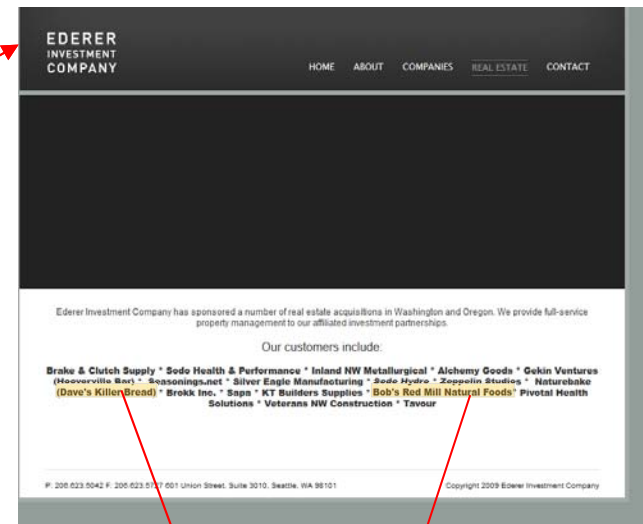 EDERER
INVESTMENT
COMPANY
HOME ABOUT COMPANIES REAL ESTATE CONTACT
Ederer Investment Company has sponsored a number of real estate acquisitions in Washington and Oregon. We provide full-service
property management to our affiliated investment partnerships.
Our customers include:
Brake & Clutch Supply * Sodo Health & Performance * Inland NW Metallurgical * Alchemy Goods * Gekin Ventures
(Hooverville Bar) * Seasonings.net * Silver Eagle Manufacturing * Sodo Hydro * Zeppelin Studios * Naturebake
(Dave's Killer Bread) * Brokk Inc. * Sapa * KT Builders Supplies * Bob's Red Mill Natural Foods* Pivotal Health
Solutions * Veterans NW Construction * Tavour
P: 206.623.5042 F: 206.623.5727 601 Union Street, Suite 3010, Seattle, WA 98101
Copyright 2009 Ederer Investment Company